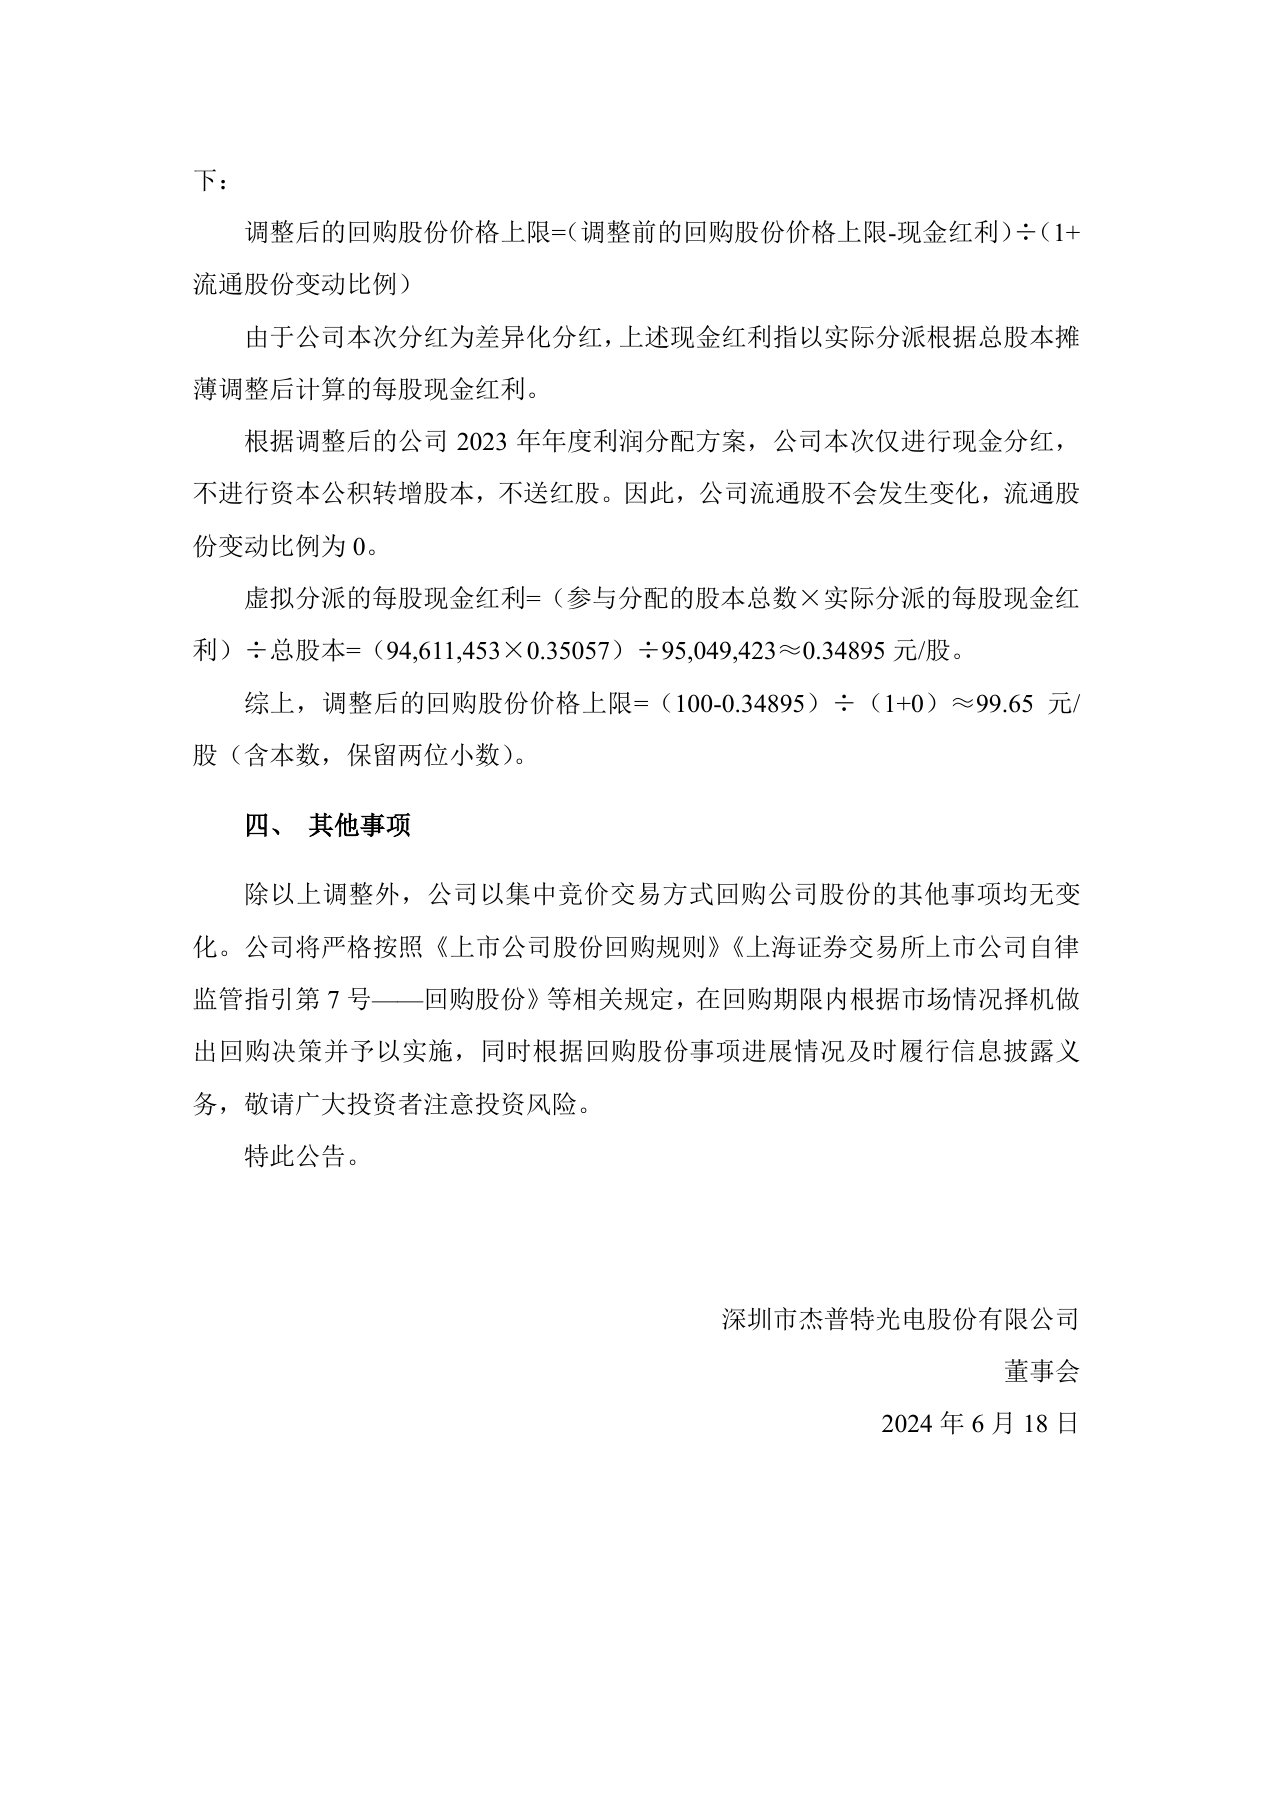 下：
调整后的回购股份价格上限=（调整前的回购股份价格上限-现金红利）÷（1+
流通股份变动比例）
由于公司本次分红为差异化分红，上述现金红利指以实际分派根据总股本摊
薄调整后计算的每股现金红利。
根据调整后的公司 2023 年年度利润分配方案，公司本次仅进行现金分红，
不进行资本公积转增股本，不送红股。因此，公司流通股不会发生变化，流通股
份变动比例为 0。
虚拟分派的每股现金红利=（参与分配的股本总数×实际分派的每股现金红
利）÷总股本=（94,611,453×0.35057）÷95,049,423≈0.34895 元/股。
综上，调整后的回购股份价格上限=（100-0.34895）÷（1+0）≈99.65 元/
股（含本数，保留两位小数）。
四、 其他事项
除以上调整外，公司以集中竞价交易方式回购公司股份的其他事项均无变
化。公司将严格按照《上市公司股份回购规则》《上海证券交易所上市公司自律
监管指引第 7 号——回购股份》等相关规定，在回购期限内根据市场情况择机做
出回购决策并予以实施，同时根据回购股份事项进展情况及时履行信息披露义
务，敬请广大投资者注意投资风险。
特此公告。
深圳市杰普特光电股份有限公司
董事会
2024 年 6 月 18 日